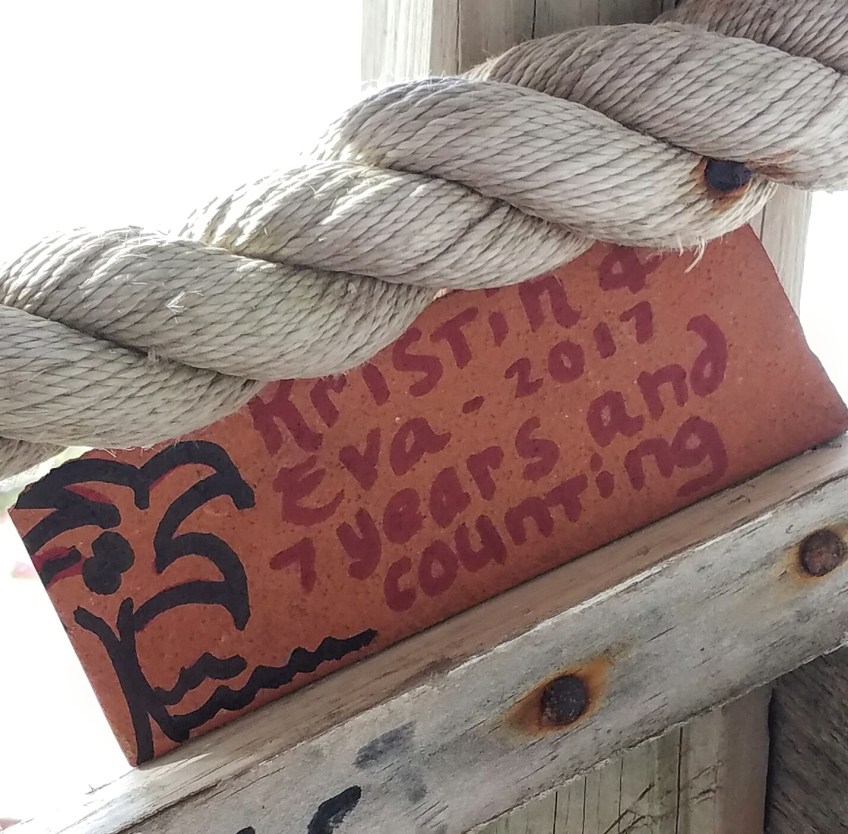 Kristin &
Eva - 2017
7 years and
counting